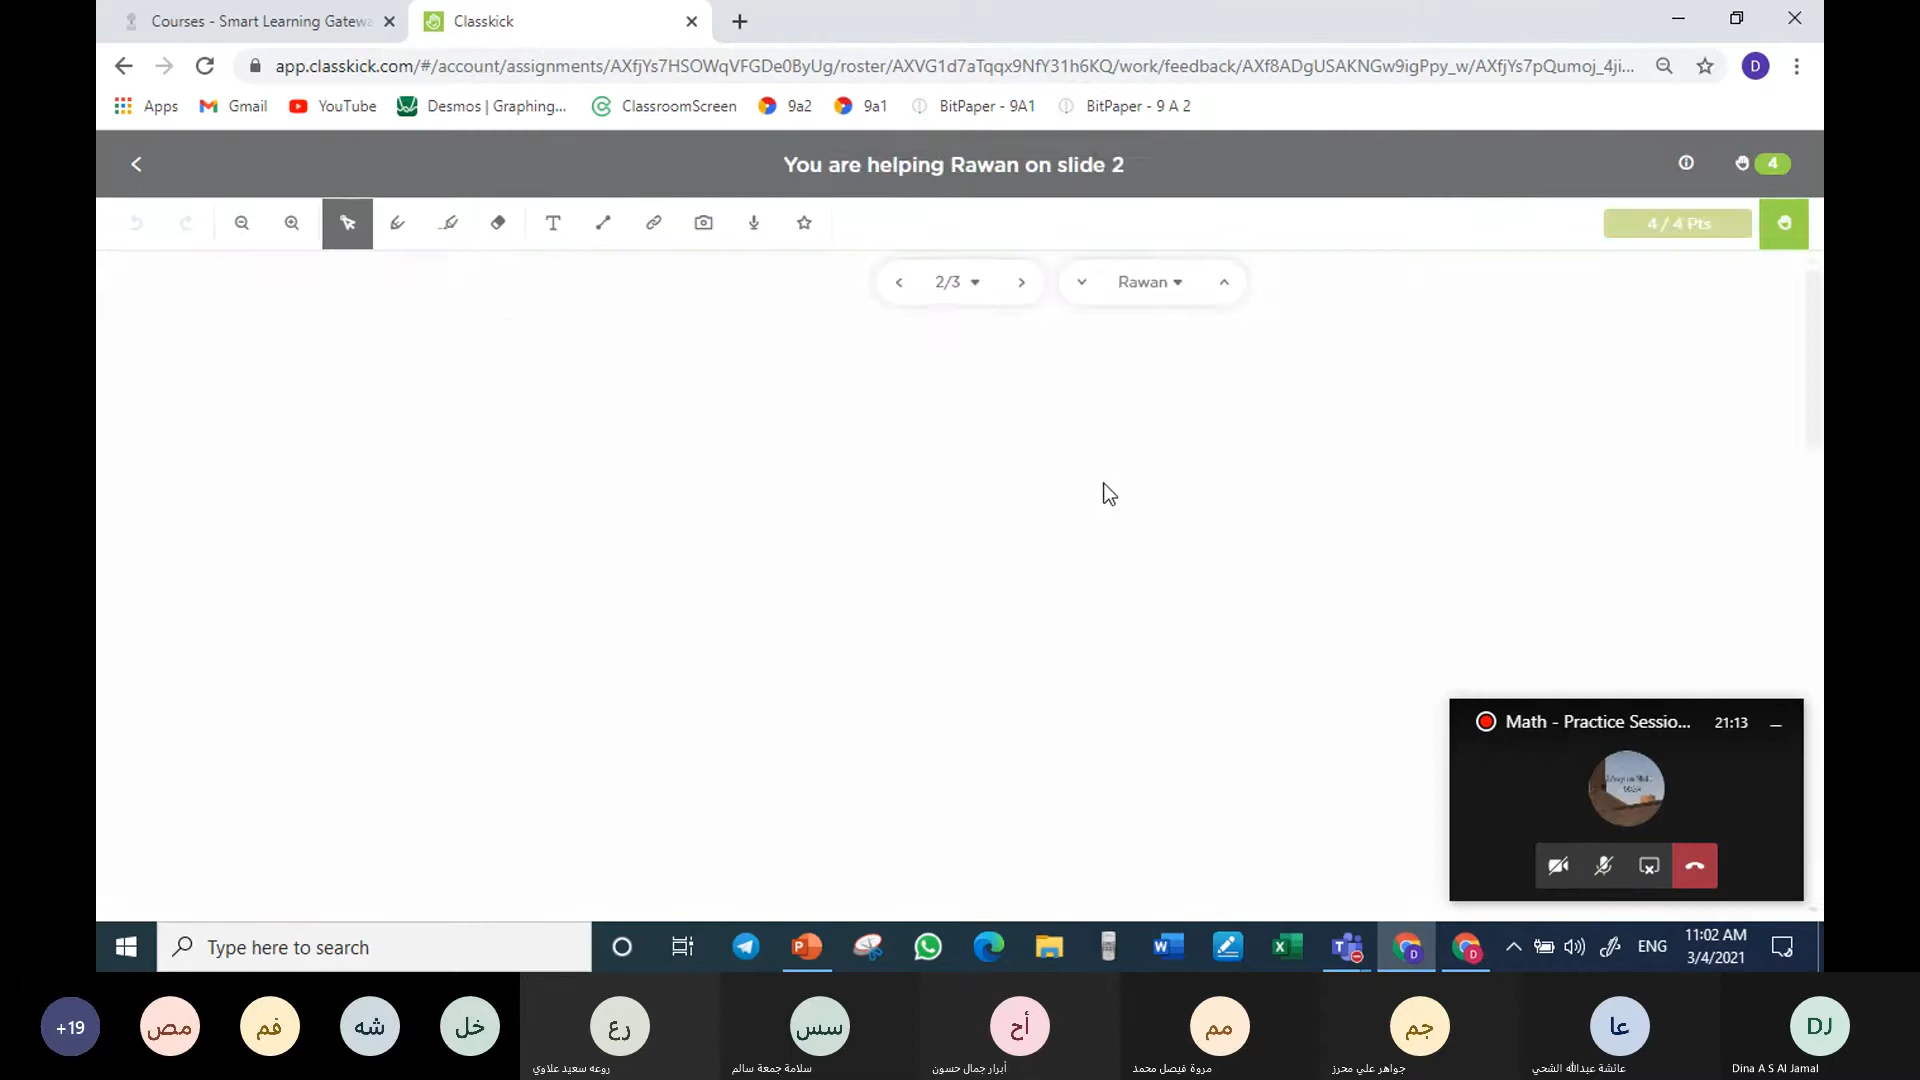 Courses - Smart Learning Gatewa
Classkick
app.classkick.com/#/account/assignments/AXfjYs7HSOWqVFGDe0ByUg/roster/AXVG1d7aTqqx9NfY31h6KQ/work/feedback/AXf8ADgUSAKNGw9igPpy_w/AXfjYs7pQumoj_4ji...
D
Apps
Gmail
YouTube
Desmos | Graphing...
ClassroomScreen
9a2
9a1
BitPaper - 9A1
BitPaper - 9 A 2
You are helping Rawan on slide 2
4
4 / 4 Pts
2/3
Rawan
Math - Practice Sessio...
21:13
Type here to search
ENG
11:02 AM
3/4/2021
+19
مص
فم
شه
خل
رع
سس
أح
مم
جم
عا
DJ
روعه سعيد علاوي
سلامة جمعة سالم
أبرار جمال حسون
مروة فيصل محمد
جواهر علي محرز
عائشة عبدالله الشحي
Dina A S Al Jamal